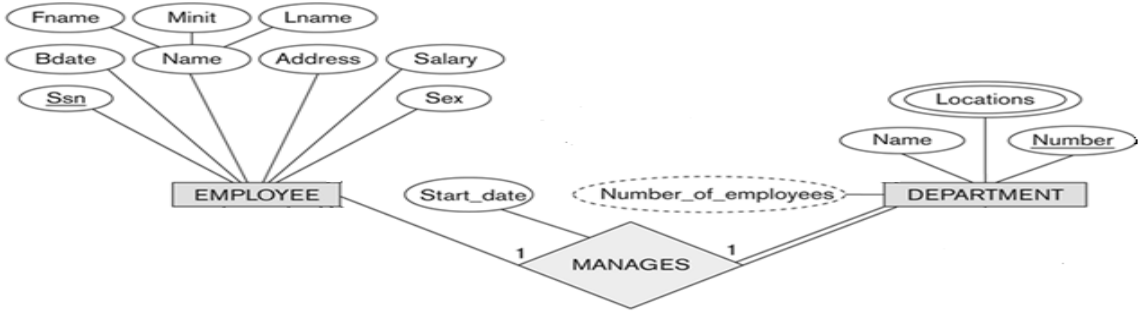 Fname Minit Lname
Bdate Name Address Salary
Ssn Sex
Locations
Name Number
EMPLOYEE Start_date Number_of_employees DEPARTMENT
1 MANAGES 1